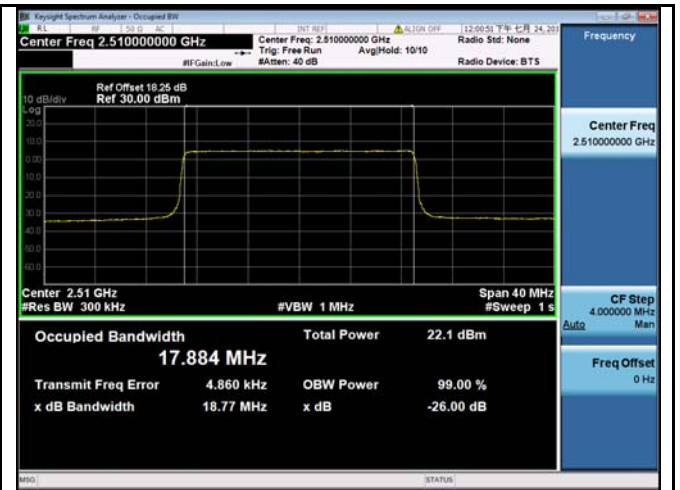 Keysight Spectrum Analyzer - Occupied BW
RL RF 50 Ω AC INT REF ALIGN OFF 12:00:51 下午 七月 24, 201
Center Freq 2.510000000 GHz
Center Freq: 2.510000000 GHz
Radio Std: None
Trig: Free Run Avg|Hold: 10/10
#IFGain:Low #Atten: 40 dB Radio Device: BTS
Ref Offset 18.25 dB
10 dB/div Ref 30.00 dBm
Log
20.0
10.0
0.00
10.0
20.0
30.0
40.0
50.0
60.0
Center 2.51 GHz Span 40 MHz
#Res BW 300 kHz #VBW 1 MHz #Sweep 1 s
Occupied Bandwidth Total Power 22.1 dBm
17.884 MHz
Transmit Freq Error 4.860 kHz OBW Power 99.00 %
x dB Bandwidth 18.77 MHz x dB -26.00 dB
MSG STATUS
Frequency
Center Freq
2.510000000 GHz
CF Step
4.000000 MHz
Auto Man
Freq Offset
0 Hz